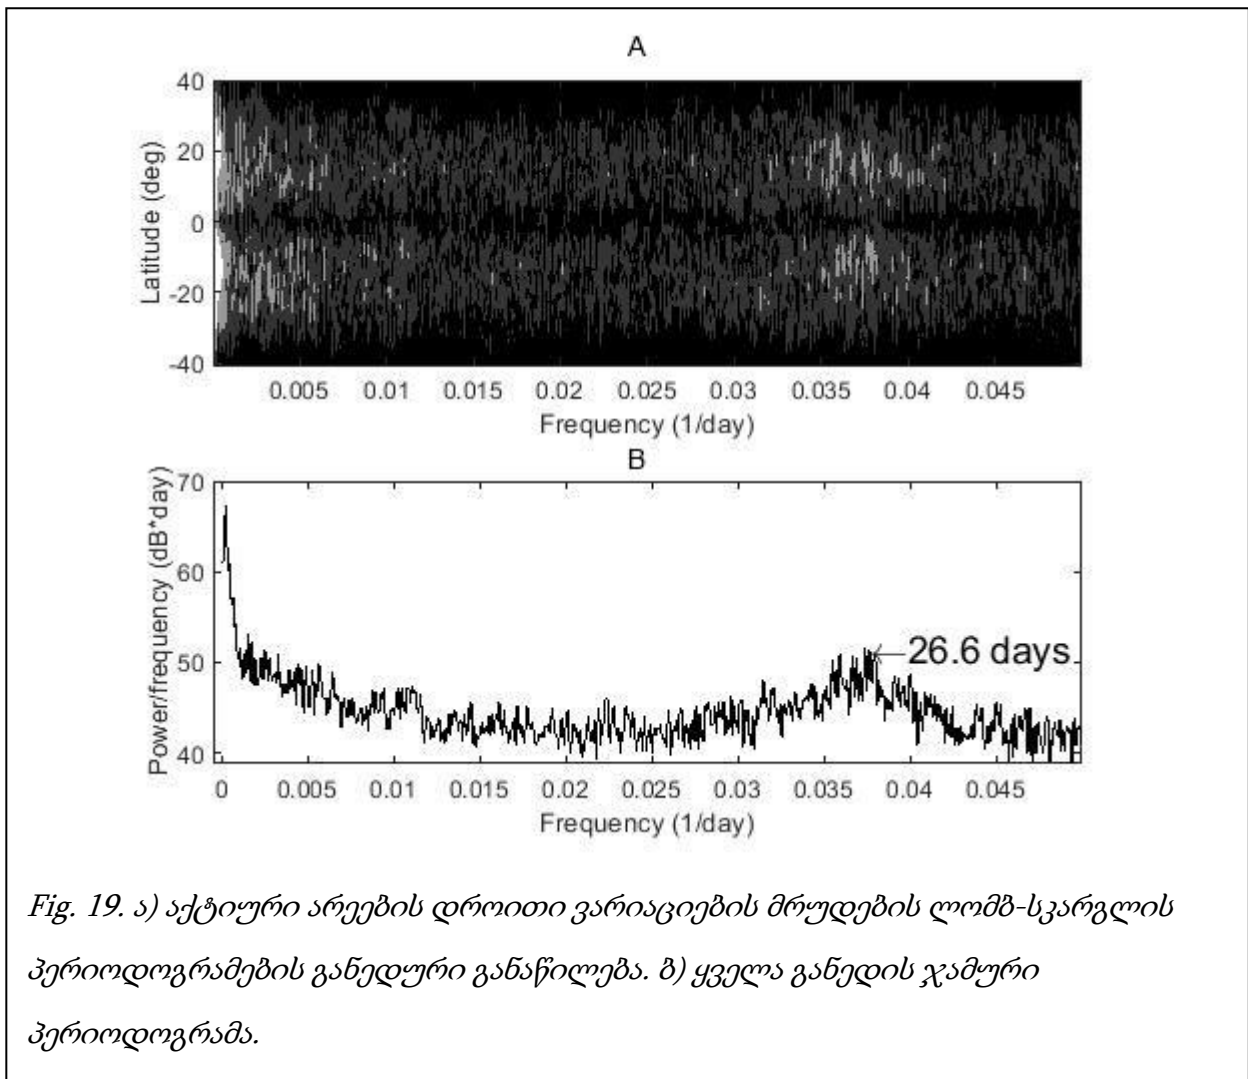 A
40
20
0
-20
-40
Latitude (deg)
0.005 0.01 0.015 0.02 0.025 0.03 0.035 0.04 0.045
Frequency (1/day)
B
70
60
50
40
Power/frequency (dB*day)
26.6 days
0 0.005 0.01 0.015 0.02 0.025 0.03 0.035 0.04 0.045
Frequency (1/day)
Fig. 19. ა) აქტიური არეების დროითი ვარიაციების მრუდების ლომბ-სკარგლის
პერიოდოგრამების განედური განაწილება. ბ) ყველა განედის ჯამური
პერიოდოგრამა.